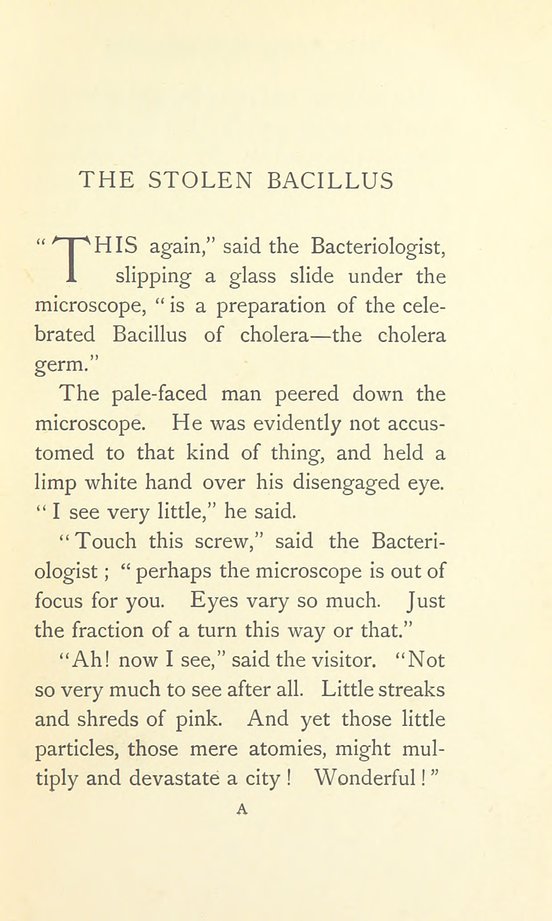 THE STOLEN BACILLUS
“THIS again,” said the Bacteriologist,
slipping a glass slide under the
microscope, “is a preparation of the cele-
brated Bacillus of cholera—the cholera
germ.”
The pale-faced man peered down the
microscope. He was evidently not accus-
tomed to that kind of thing, and held a
limp white hand over his disengaged eye.
“I see very little,” he said.
“Touch this screw,” said the Bacteri-
ologist; “perhaps the microscope is out of
focus for you. Eyes vary so much. Just
the fraction of a turn this way or that.”
“Ah! now I see,” said the visitor. “Not
so very much to see after all. Little streaks
and shreds of pink. And yet those little
particles, those mere atomies, might mul-
tiply and devastate a city! Wonderful!”
A